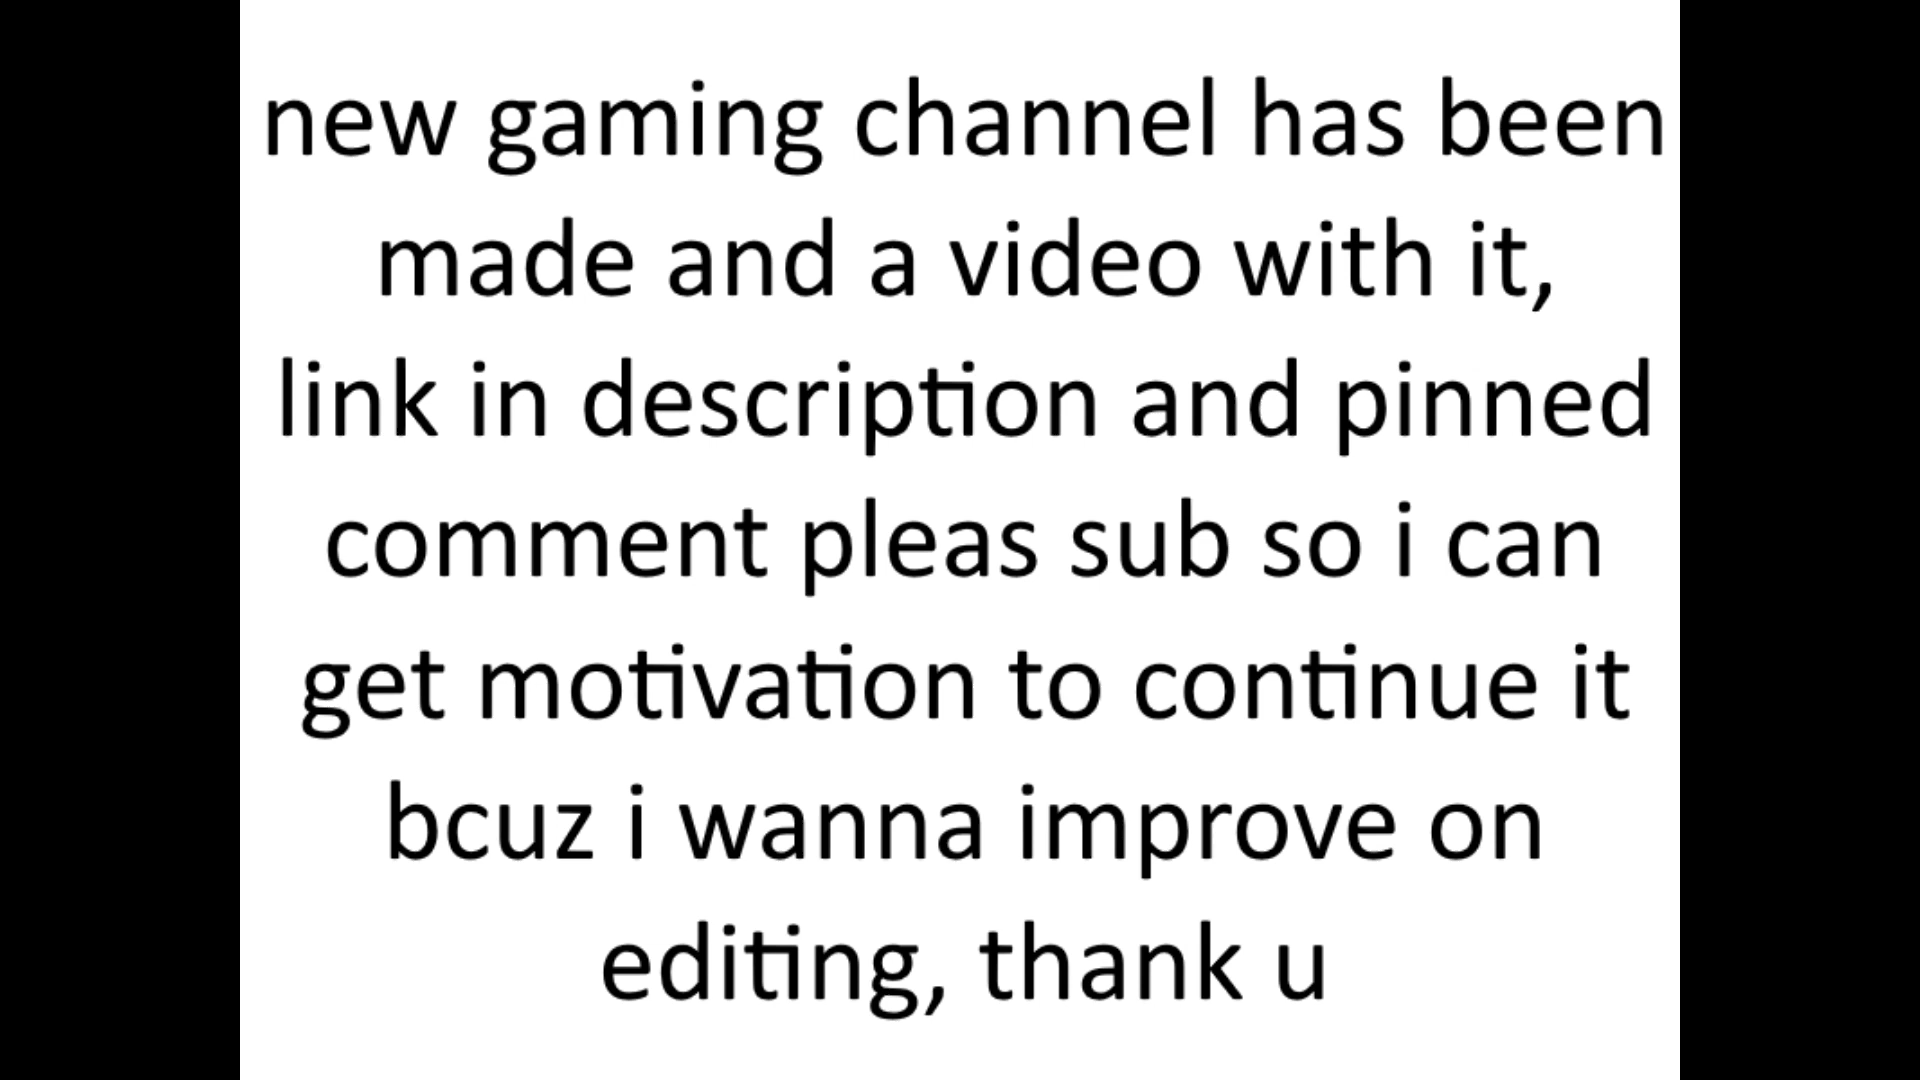 new gaming channel has been
made and a video with it,
link in description and pinned
comment pleas sub so i can
get motivation to continue it
bcuz i wanna improve on
editing, thank u